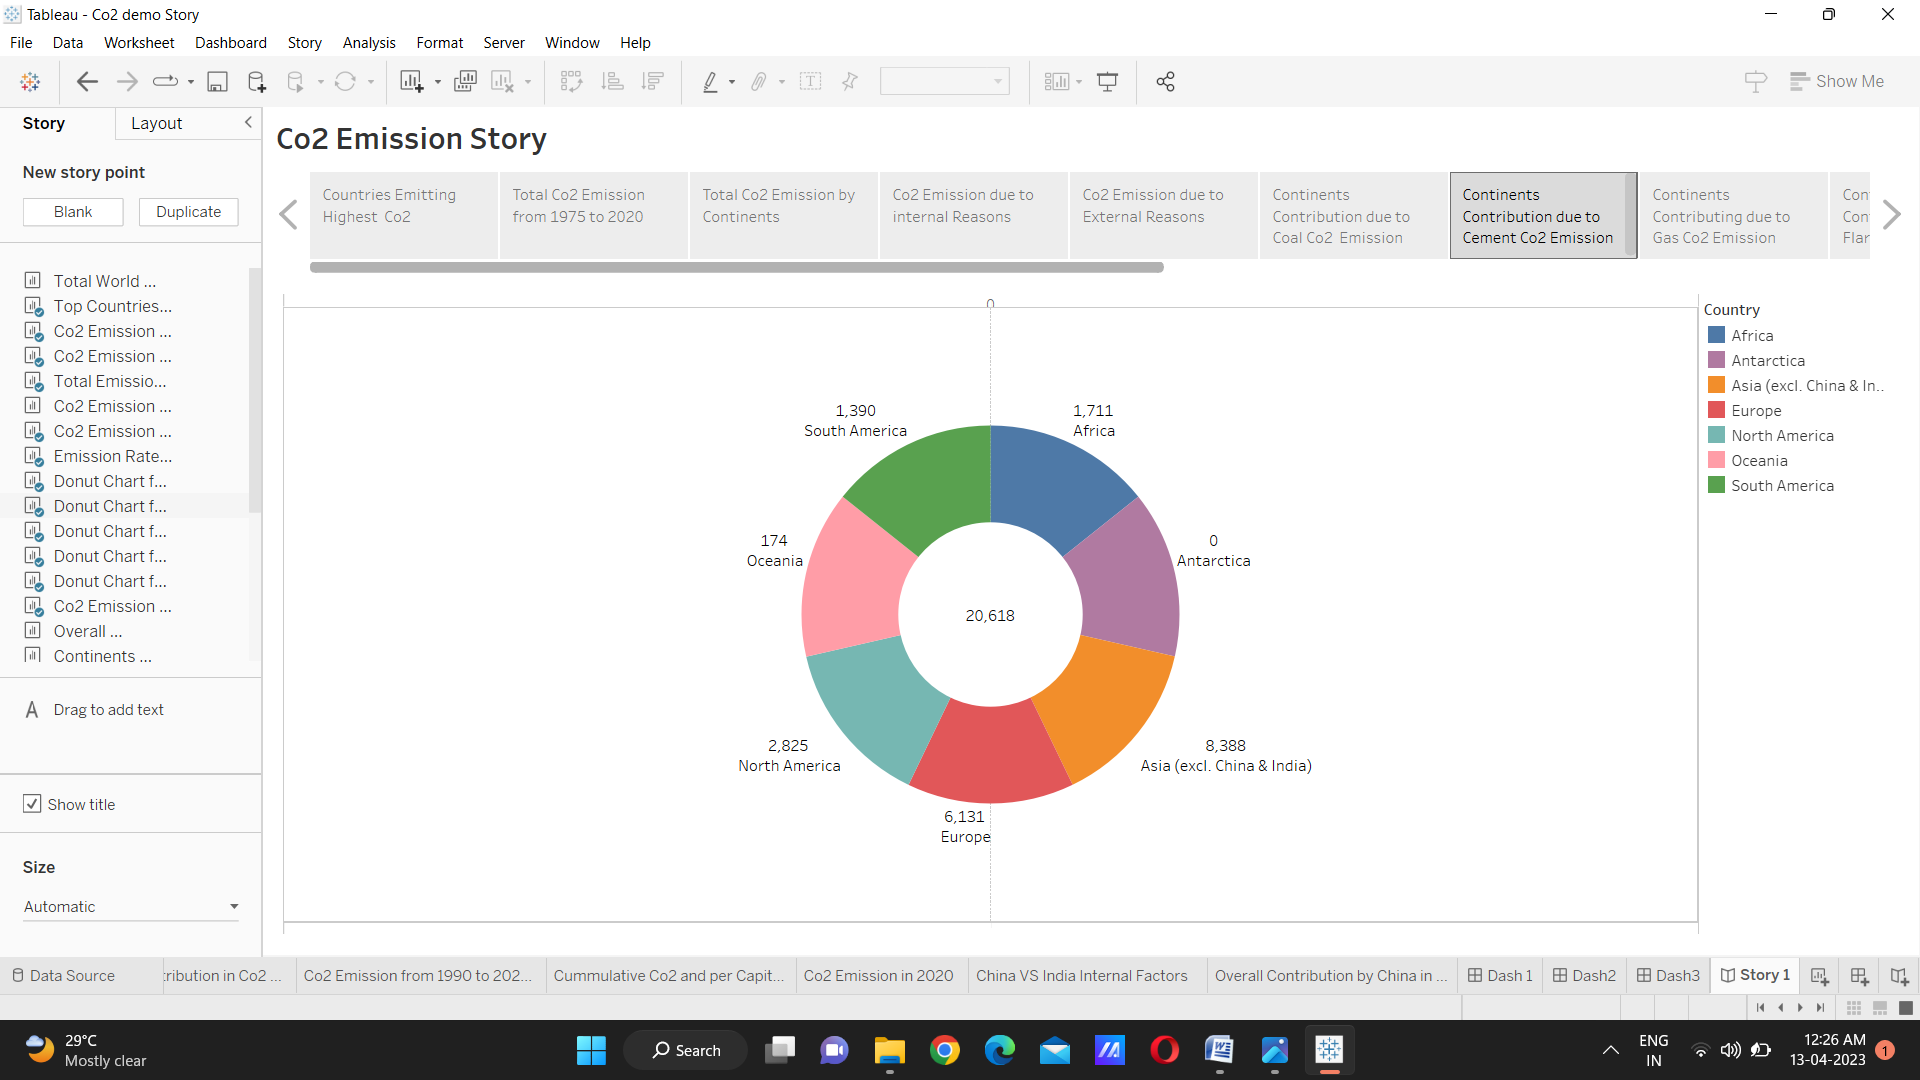 Tableau - Co2 demo Story
File Data Worksheet Dashboard Story Analysis Format Server Window Help
Show Me
Story Layout
New story point
Blank Duplicate
Total World ...
Top Countries...
Co2 Emission ...
Co2 Emission ...
Total Emissio...
Co2 Emission ...
Co2 Emission ...
Emission Rate...
Donut Chart f...
Donut Chart f...
Donut Chart f...
Donut Chart f...
Donut Chart f...
Co2 Emission ...
Overall ...
Continents ...
Drag to add text
Show title
Size
Automatic
Co2 Emission Story
Countries Emitting
Highest Co2
Total Co2 Emission
from 1975 to 2020
Total Co2 Emission by
Continents
Co2 Emission due to
internal Reasons
Co2 Emission due to
External Reasons
Continents
Contribution due to
Coal Co2 Emission
Continents
Contribution due to
Cement Co2 Emission
Continents
Contributing due to
Gas Co2 Emission
Con
Con
Flar
0
1,390
South America
1,711
Africa
174
Oceania
0
Antarctica
20,618
2,825
North America
8,388
Asia (excl. China & India)
6,131
Europe
Country
Africa
Antarctica
Asia (excl. China & In..
Europe
North America
Oceania
South America
Data Source tribution in Co2 ... Co2 Emission from 1990 to 202... Cummulative Co2 and per Capit... Co2 Emission in 2020 China VS India Internal Factors Overall Contribution by China in ... Dash 1 Dash2 Dash3 Story 1
29°C
Mostly clear
Search
ENG
IN
12:26 AM
13-04-2023
1